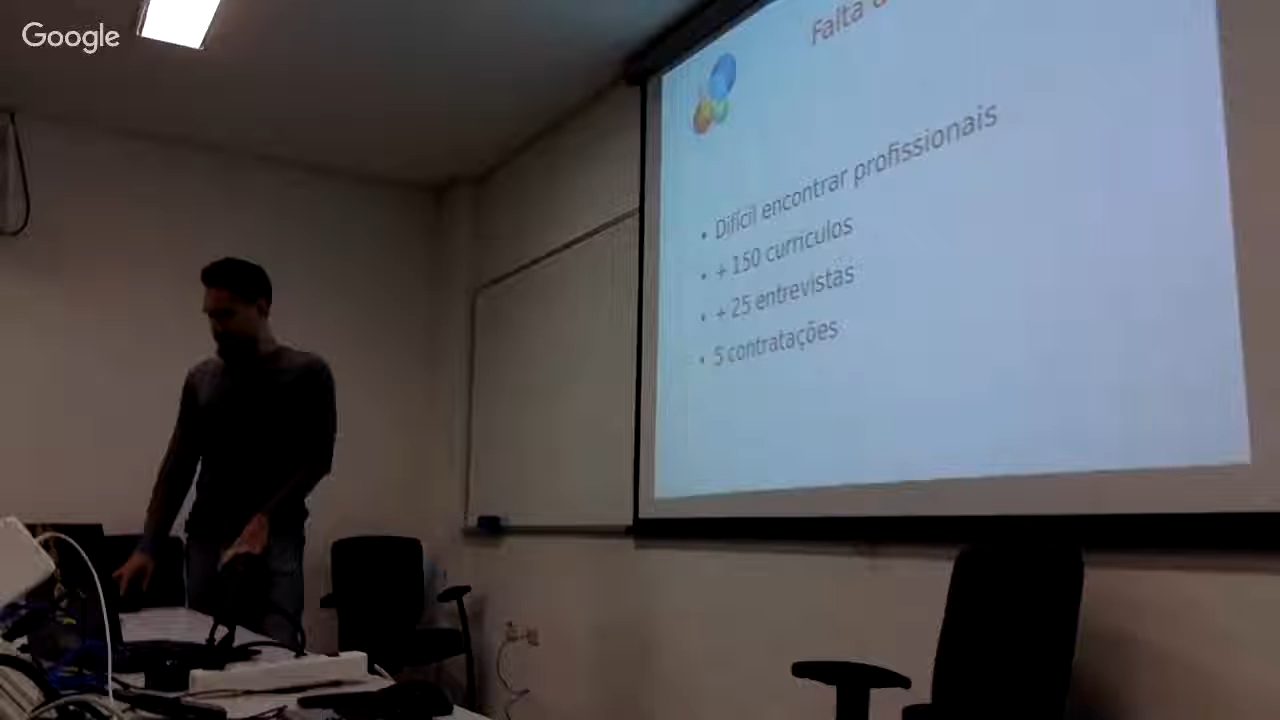 Google
Falta
• Difícil encontrar profissionais
• + 150 currículos
• + 25 entrevistas
• 5 contratações